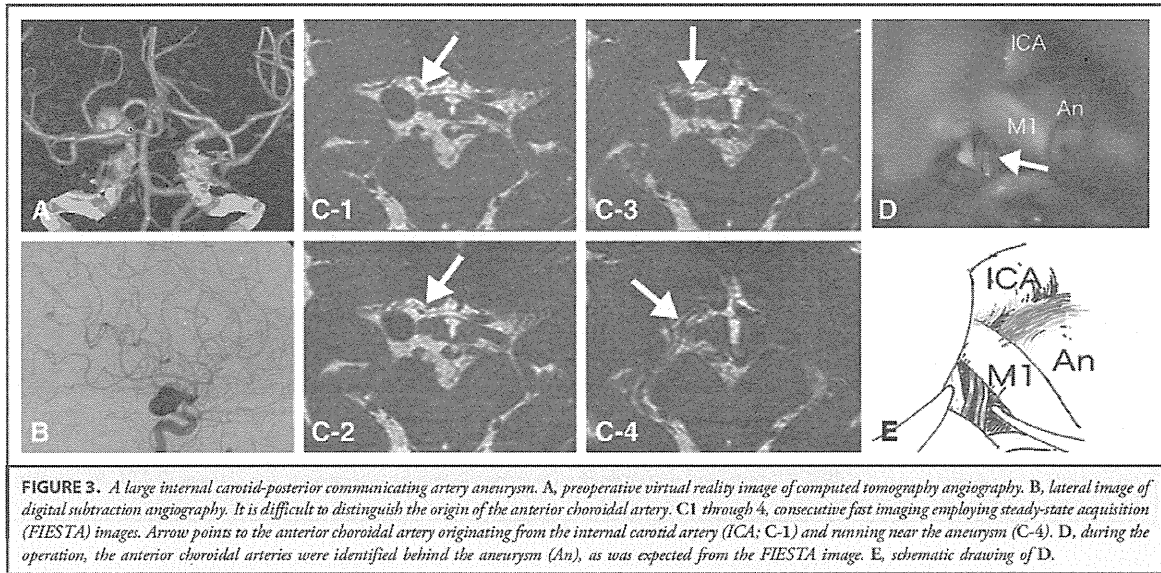 A
C-1
C-3
ICA
An
M1
D
B
C-2
C-4
ICA
An
M1
E
FIGURE 3. A large internal carotid-posterior communicating artery aneurysm. A, preoperative virtual reality image of computed tomography angiography. B, lateral image of
digital subtraction angiography. It is difficult to distinguish the origin of the anterior choroidal artery. C1 through 4, consecutive fast imaging employing steady-state acquisition
(FIESTA) images. Arrow points to the anterior choroidal artery originating from the internal carotid artery (ICA; C-1) and running near the aneurysm (C-4). D, during the
operation, the anterior choroidal arteries were identified behind the aneurysm (An), as was expected from the FIESTA image. E, schematic drawing of D.